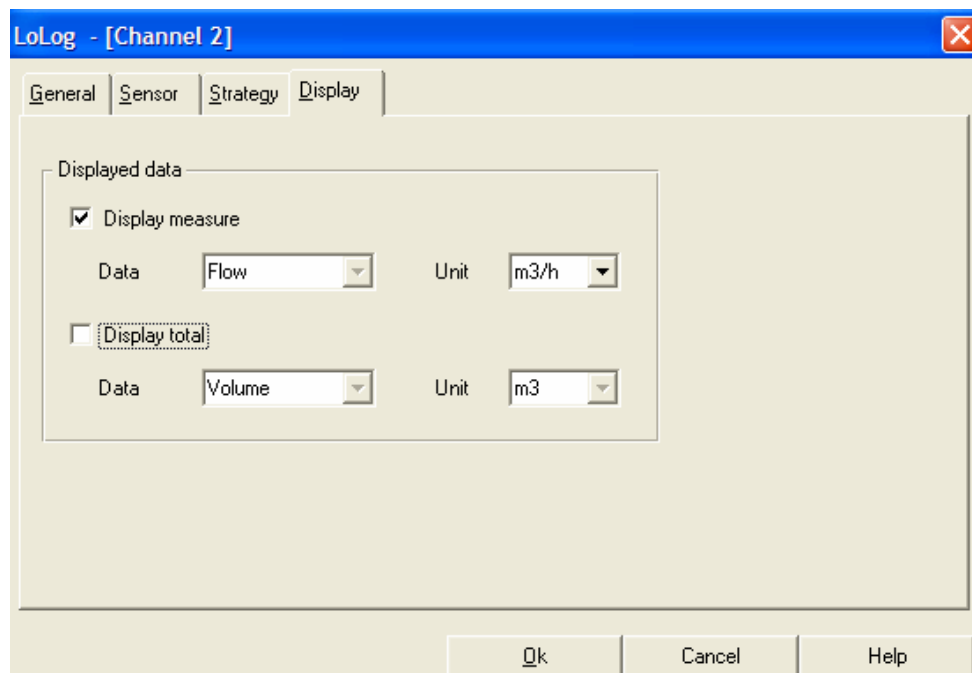 LoLog - [Channel 2]
General Sensor Strategy Display
Displayed data
Display measure
Data Flow Unit m3/h
Display total
Data Volume Unit m3
Ok Cancel Help